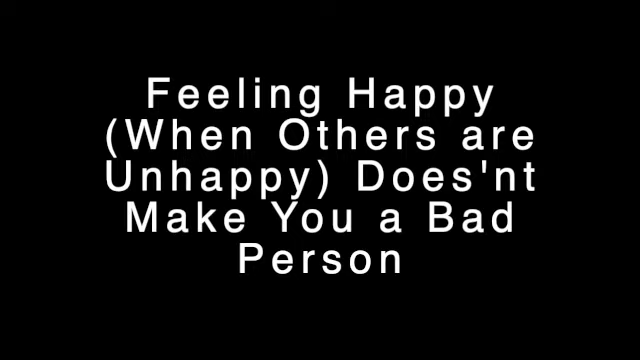 Feeling Happy
(When Others are
Unhappy) Does'nt
Make You a Bad
Person